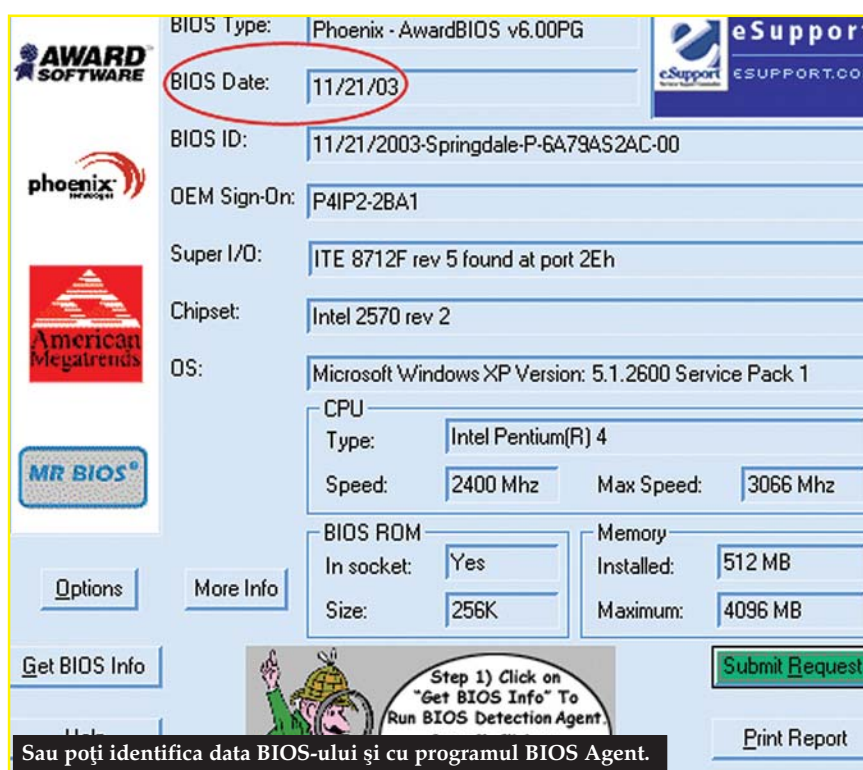 BIOS Type: Phoenix - AwardBIOS v6.00PG
eSupport
AWARD
SOFTWARE
eSupport
ESUPPORT.CO
BIOS Date: 11/21/03
BIOS ID: 11/21/2003-Springdale-P-6A79AS2AC-00
phoenix
technologies
OEM Sign-On: P4IP2-2BA1
Super I/O: ITE 8712F rev 5 found at port 2Eh
American
Megatrends
Chipset: Intel 2570 rev 2
OS: Microsoft Windows XP Version: 5.1.2600 Service Pack 1
CPU
Type: Intel Pentium(R) 4
MR BIOS®
Speed: 2400 Mhz Max Speed: 3066 Mhz
BIOS ROM Memory
In socket: Yes Installed: 512 MB
Options More Info
Size: 256K Maximum: 4096 MB
Get BIOS Info
Step 1) Click on
"Get BIOS Info" To
Run BIOS Detection Agent.
Submit Request
Print Report
Sau poţi identifica data BIOS-ului şi cu programul BIOS Agent.